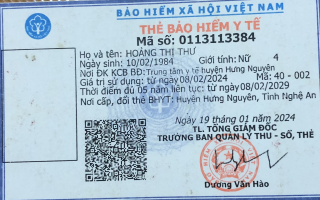 BẢO HIỂM XÃ HỘI VIỆT NAM
THẺ BẢO HIỂM Y TẾ
Mã số: 0113113384
Họ và tên: HOÀNG THỊ THƯ
Ngày sinh: 10/02/1984 Giới tính: Nữ 4
Nơi ĐK KCB BĐ: Trung tâm y tế huyện Hưng Nguyên
Giá trị sử dụng: từ ngày 08/02/2024 Mã: 40 - 002
Thời điểm đủ 05 năm liên tục: từ ngày 08/02/2029
Nơi cấp, đổi thẻ BHYT: Huyện Hưng Nguyên, Tỉnh Nghệ An
Ngày 19 tháng 01 năm 2024
TL. TỔNG GIÁM ĐỐC
TRƯỞNG BAN QUẢN LÝ THU - SỔ, THẺ
Dương Văn Hào